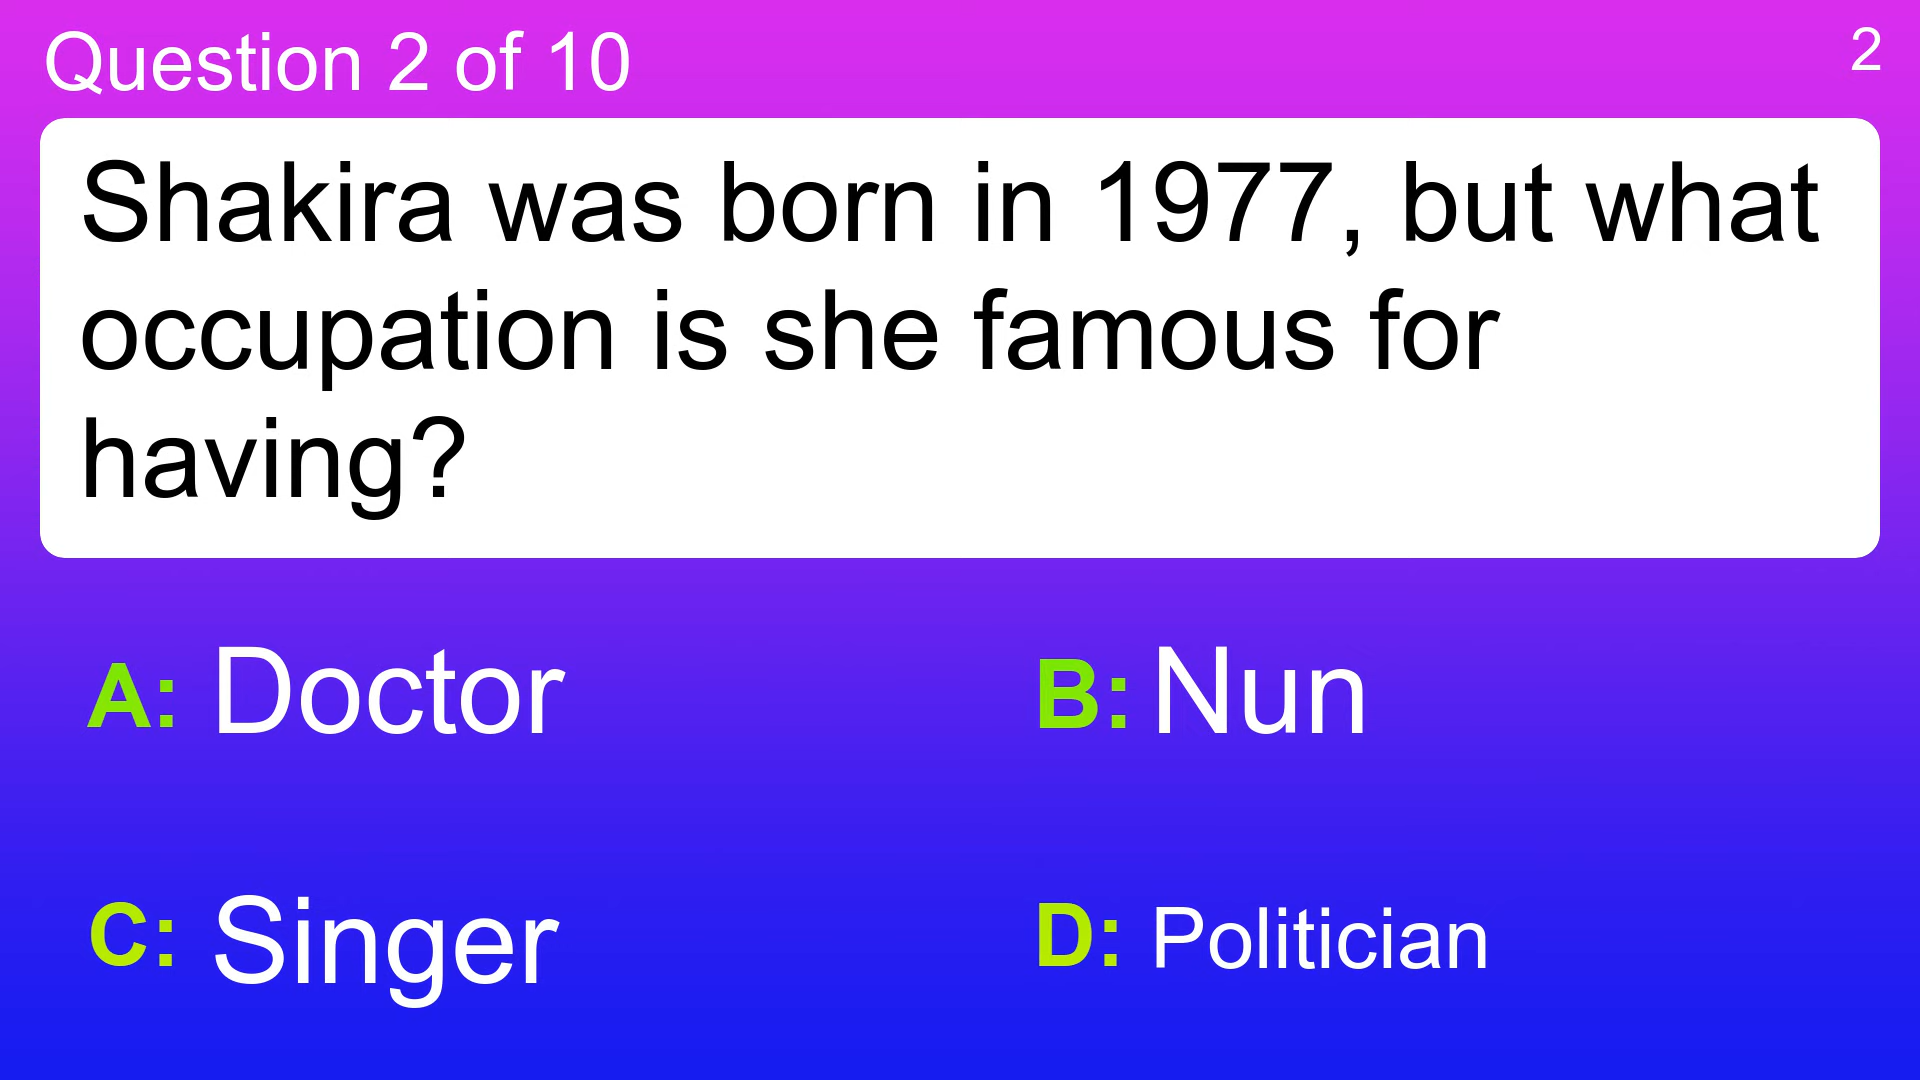 Question 2 of 10
2
Shakira was born in 1977, but what
occupation is she famous for
having?
A: Doctor
B: Nun
C: Singer
D: Politician